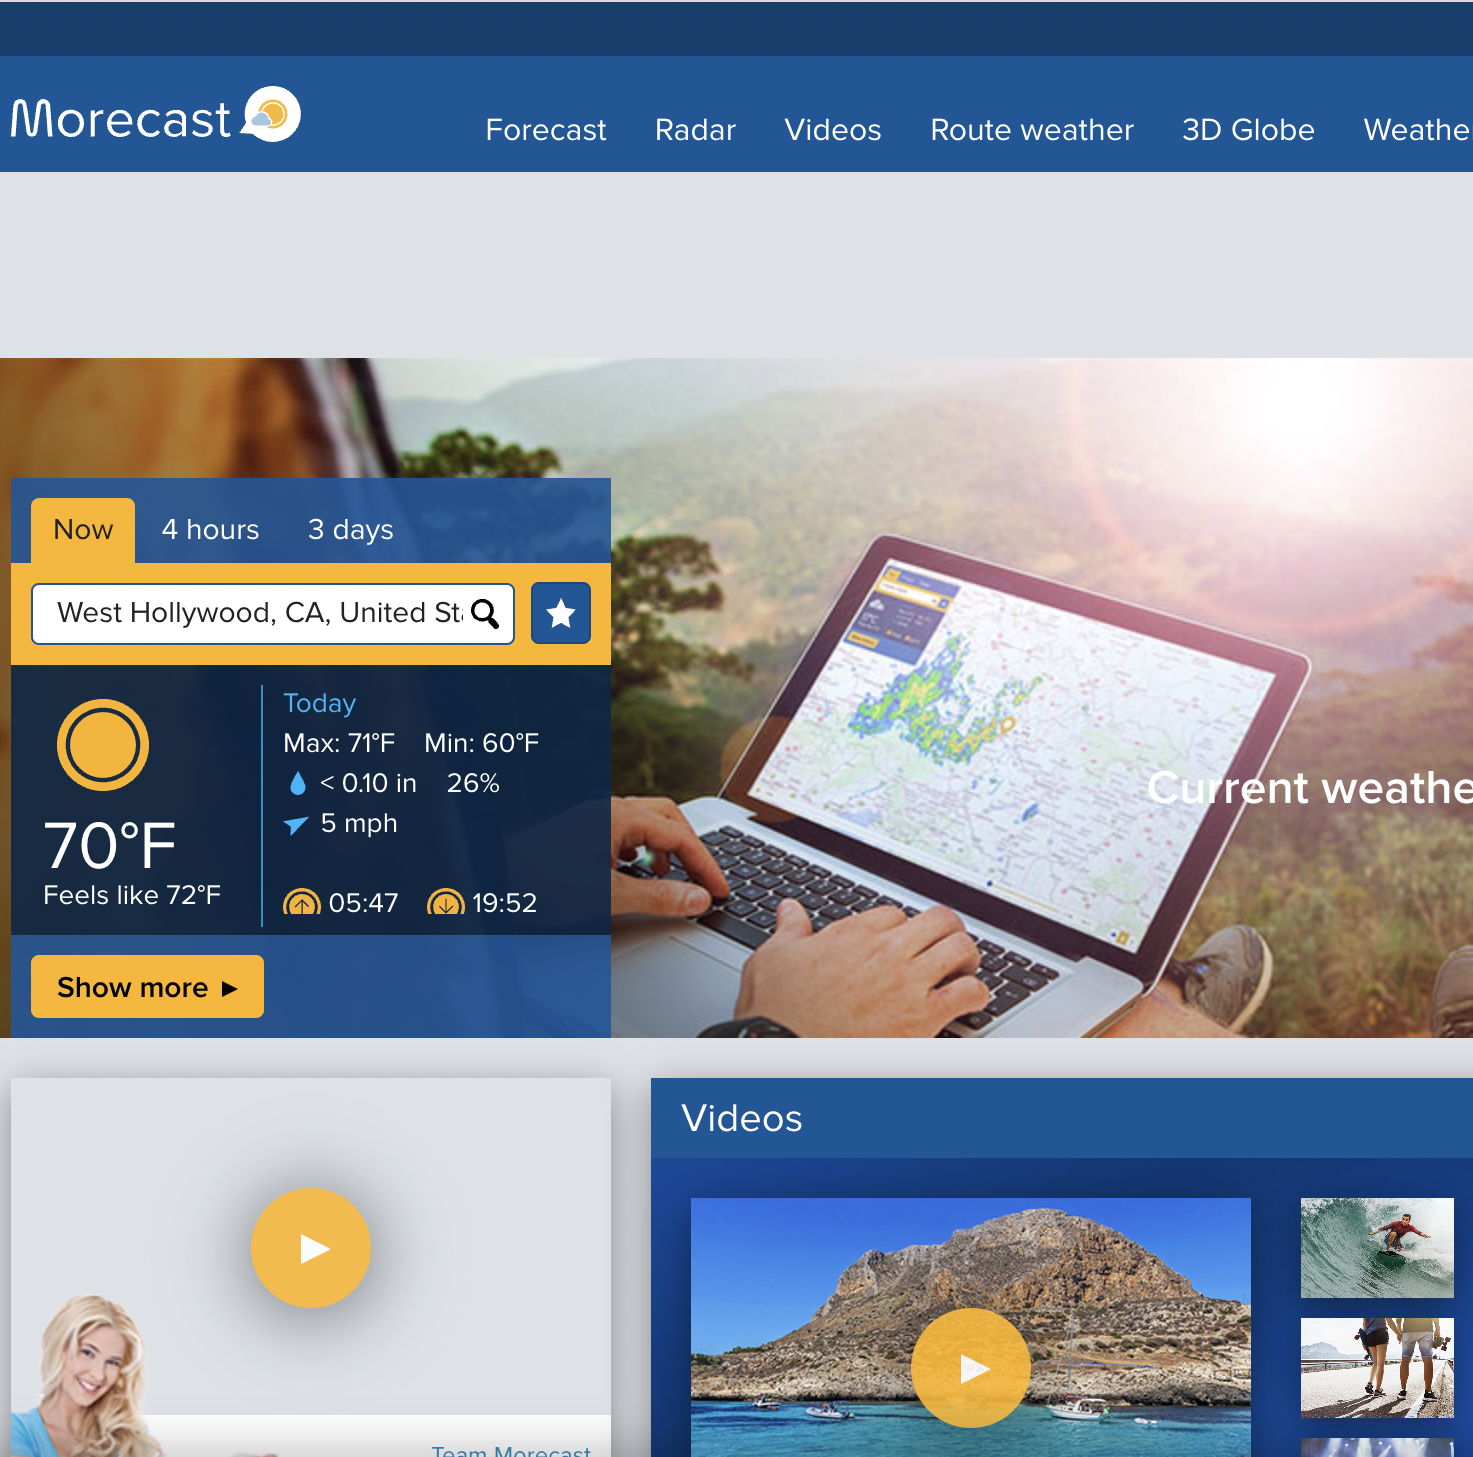 Morecast
Forecast Radar Videos Route weather 3D Globe Weathe
Now 4 hours 3 days
West Hollywood, CA, United Sta
Today
Max: 71°F Min: 60°F
< 0.10 in 26%
5 mph
70°F
Feels like 72°F
05:47 19:52
Current weathe
Show more
Videos
Team Morecast